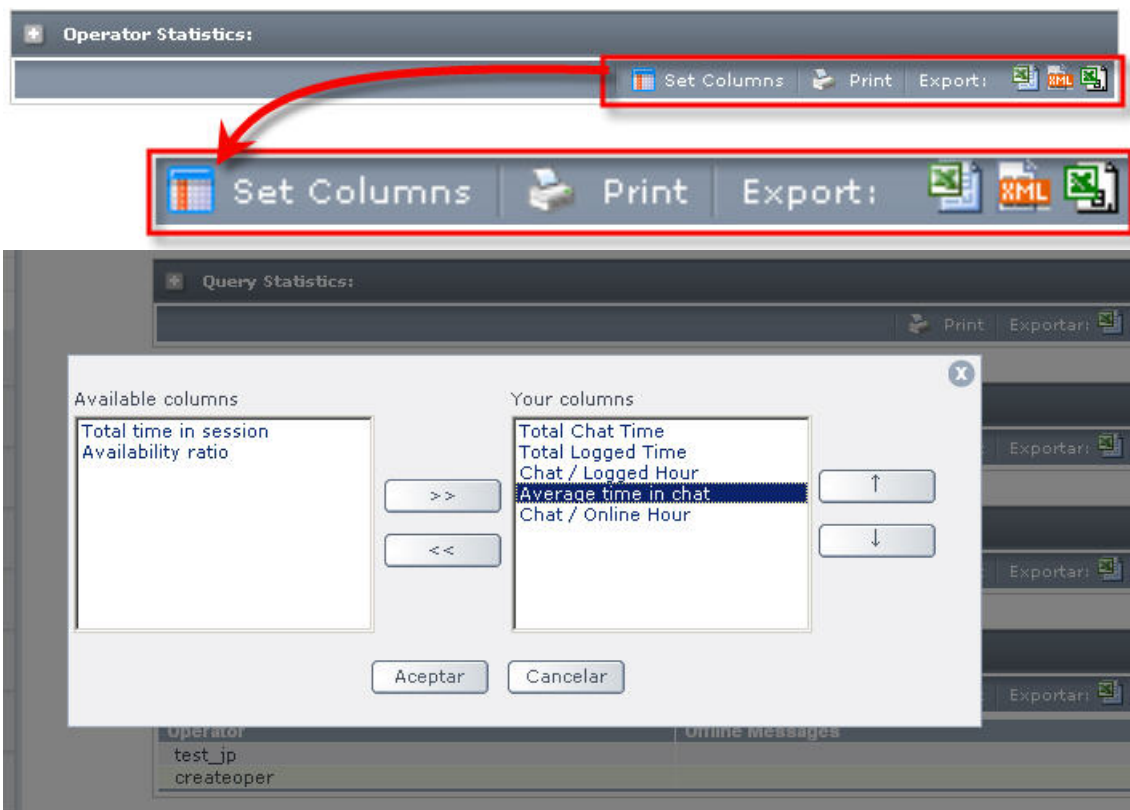 Operator Statistics:
Set Columns Print Export: XML
Set Columns Print Export: XML
Query Statistics:
Print Exportar:
Available columns
Your columns
Total time in session
Availability ratio
Total Chat Time
Total Logged Time
Chat / Logged Hour
Average time in chat
Chat / Online Hour
>>
<<
↑
↓
Exportar:
Exportar:
Exportar:
Aceptar Cancelar
Operator Offline Messages
test_jp
createoper